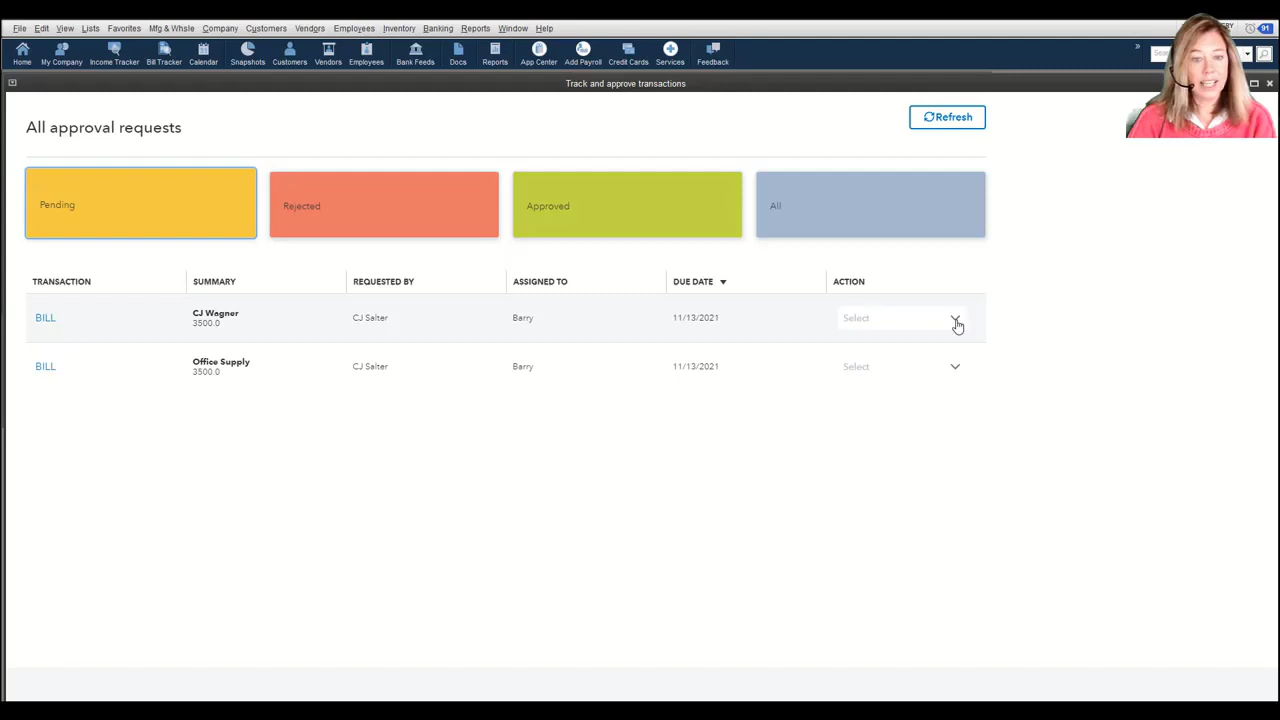 File Edit View Lists Favorites Mfg & Whsle Company Customers Vendors Employees Inventory Banking Reports Window Help
91
Home My Company Income Tracker Bill Tracker Calendar Snapshots Customers Vendors Employees Bank Feeds Docs Reports App Center Add Payroll Credit Cards Services Feedback
»
Track and approve transactions
All approval requests
Refresh
Pending Rejected Approved All
TRANSACTION SUMMARY REQUESTED BY ASSIGNED TO DUE DATE ACTION
BILL CJ Wagner CJ Salter Barry 11/13/2021 Select
3500.0
BILL Office Supply CJ Salter Barry 11/13/2021 Select
3500.0